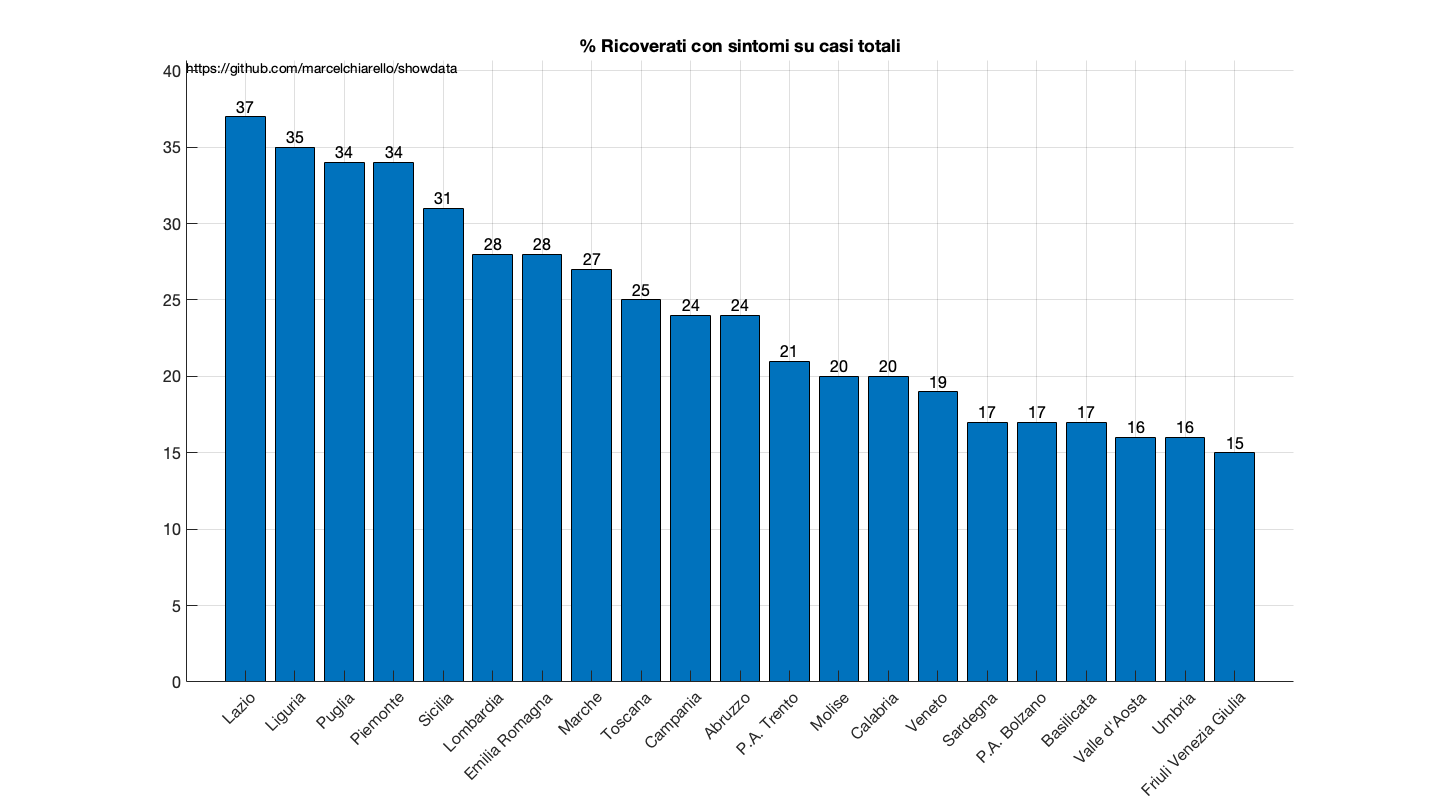 % Ricoverati con sintomi su casi totali
https://github.com/marcelchiarello/showdata
40
35
30
25
20
15
10
5
0
37
35
34
34
31
28
28
27
25
24
24
21
20
20
19
17
17
17
16
16
15
Lazio
Liguria
Puglia
Piemonte
Sicilia
Lombardia
Emilia Romagna
Marche
Toscana
Campania
Abruzzo
P.A. Trento
Molise
Calabria
Veneto
Sardegna
P.A. Bolzano
Basilicata
Valle d'Aosta
Umbria
Friuli Venezia Giulia